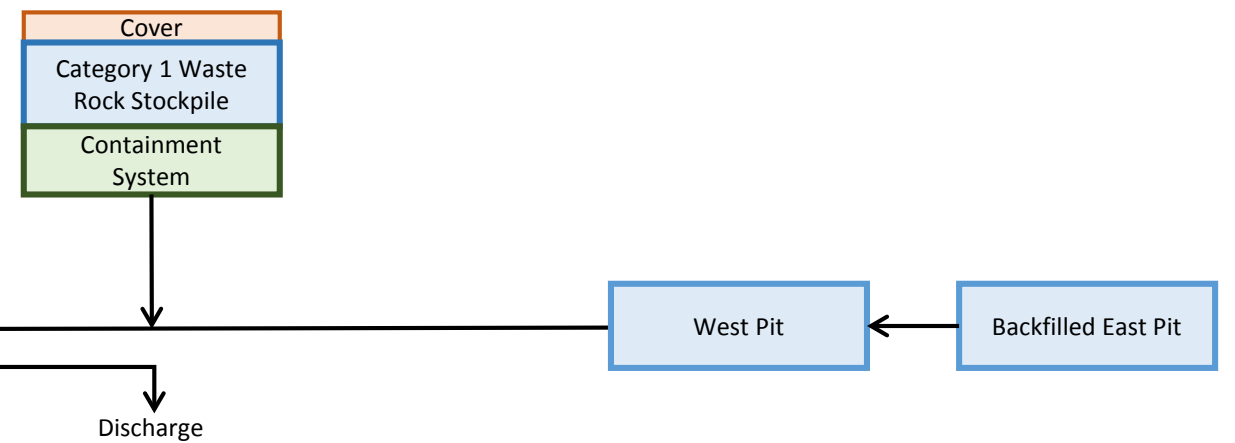 Cover
Category 1 Waste
Rock Stockpile
Containment
System
West Pit
Backfilled East Pit
Discharge